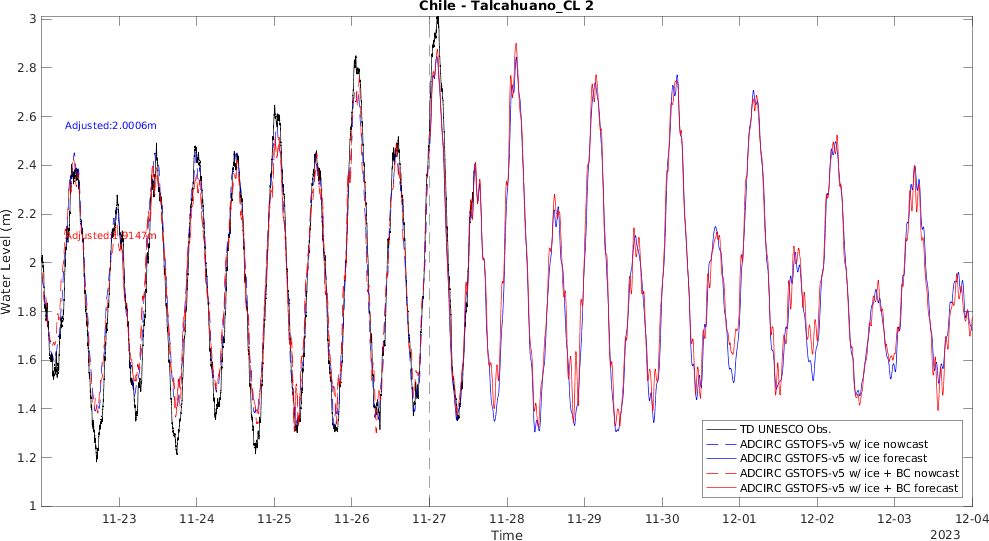 Chile - Talcahuano_CL 2
3
2.8
2.6
2.4
2.2
2
1.8
1.6
1.4
1.2
1
Water Level (m)
Adjusted:2.0006m
Adjusted:1.9147m
TD UNESCO Obs.
ADCIRC GSTOFS-v5 w/ ice nowcast
ADCIRC GSTOFS-v5 w/ ice forecast
ADCIRC GSTOFS-v5 w/ ice + BC nowcast
ADCIRC GSTOFS-v5 w/ ice + BC forecast
11-23 11-24 11-25 11-26 11-27 11-28 11-29 11-30 12-01 12-02 12-03 12-04
Time
2023